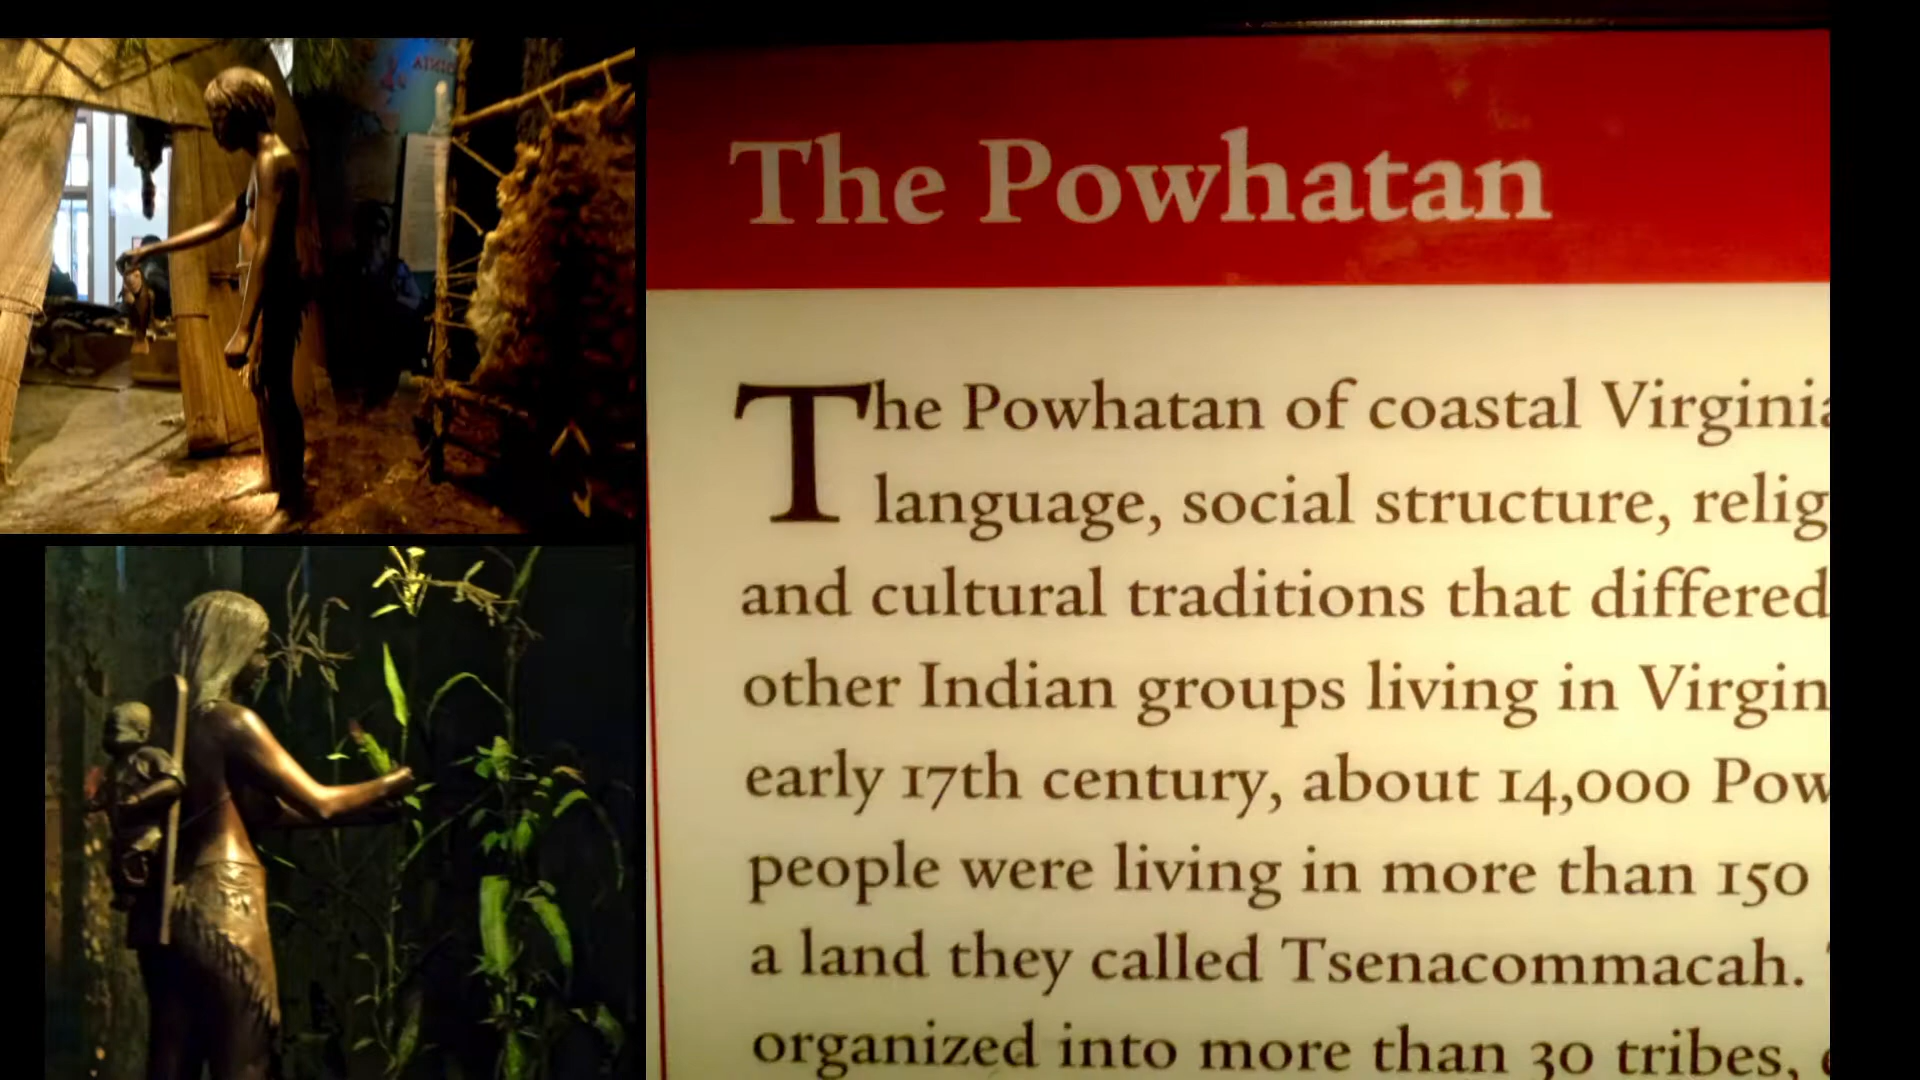 The Powhatan
The Powhatan of coastal Virginia
language, social structure, relig
and cultural traditions that differed
other Indian groups living in Virgin
early 17th century, about 14,000 Pow
people were living in more than 150
a land they called Tsenacommacah.
organized into more than 30 tribes,